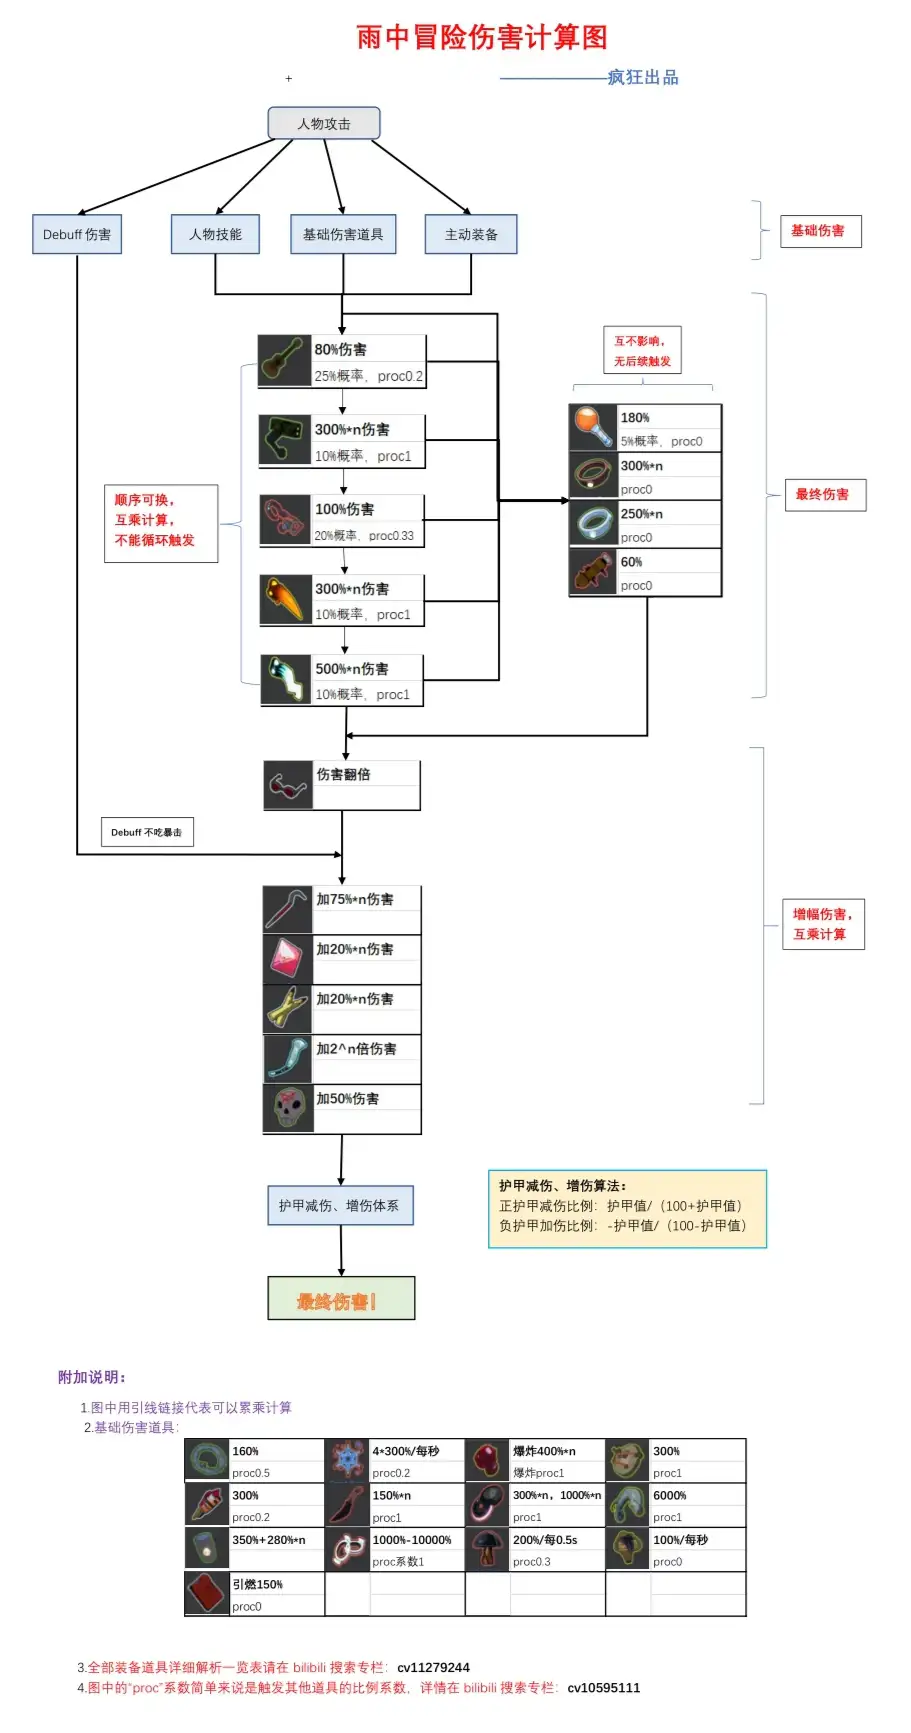 雨中冒险伤害计算图
+
————————疯狂出品
人物攻击
Debuff 伤害
人物技能
基础伤害道具
主动装备
基础伤害
80%伤害
25%概率，proc0.2
300%*n伤害
10%概率，proc1
100%伤害
20%概率，proc0.33
300%*n伤害
10%概率，proc1
500%*n伤害
10%概率，proc1
顺序可换，
互乘计算，
不能循环触发
互不影响，
无后续触发
180%
5%概率，proc0
300%*n
proc0
250%*n
proc0
60%
proc0
最终伤害
伤害翻倍
Debuff 不吃暴击
加75%*n伤害
加20%*n伤害
加20%*n伤害
加2^n倍伤害
加50%伤害
增幅伤害，
互乘计算
护甲减伤、增伤体系
护甲减伤、增伤算法：
正护甲减伤比例：护甲值/（100+护甲值）
负护甲加伤比例：-护甲值/（100-护甲值）
最终伤害！
附加说明：
1.图中用引线链接代表可以累乘计算
2.基础伤害道具：
160%
proc0.5
4*300%/每秒
proc0.2
爆炸400%*n
爆炸proc1
300%
proc1
300%
proc0.2
150%*n
proc1
300%*n，1000%*n
proc1
6000%
proc1
350%+280%*n
1000%-10000%
proc系数1
200%/每0.5s
proc0.3
100%/每秒
proc0
引燃150%
proc0
3.全部装备道具详细解析一览表请在 bilibili 搜索专栏：cv11279244
4.图中的“proc”系数简单来说是触发其他道具的比例系数，详情在 bilibili 搜索专栏：cv10595111